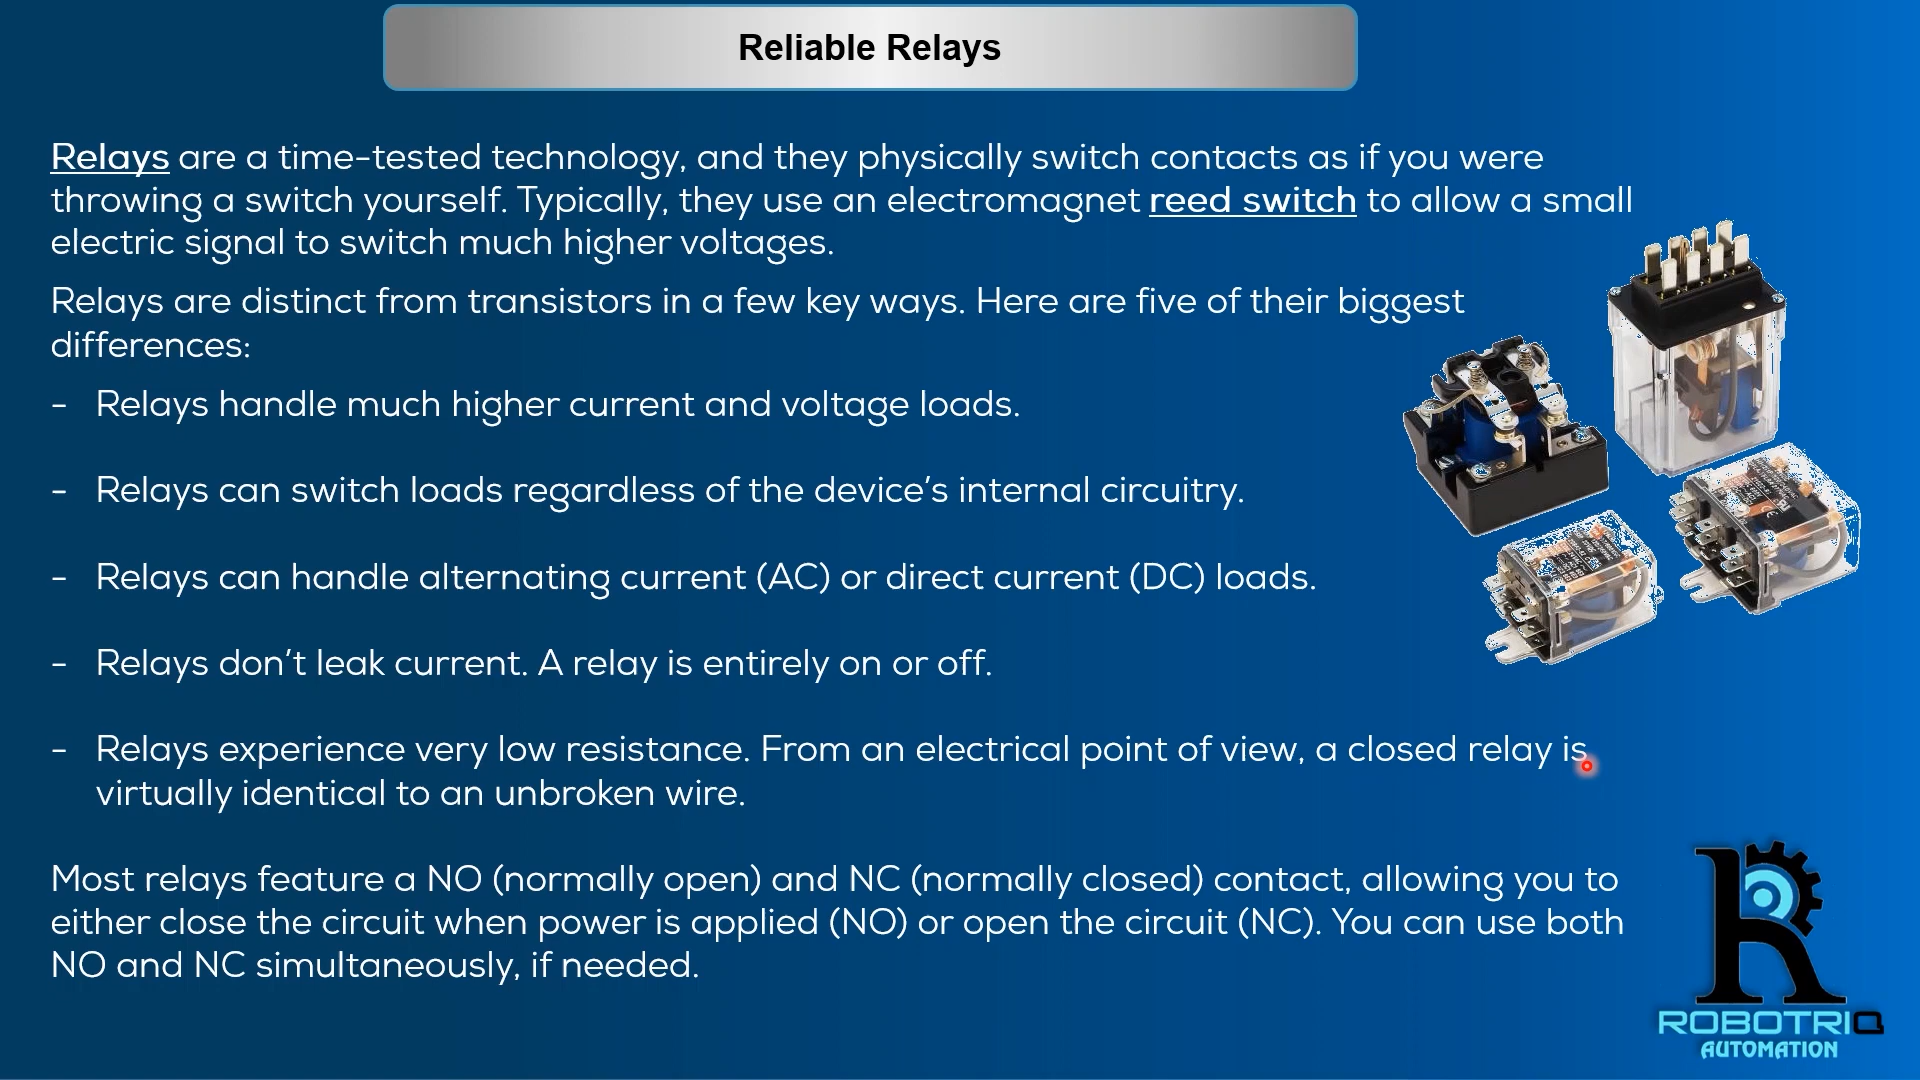 Reliable Relays
Relays are a time-tested technology, and they physically switch contacts as if you were
throwing a switch yourself. Typically, they use an electromagnet reed switch to allow a small
electric signal to switch much higher voltages.
Relays are distinct from transistors in a few key ways. Here are five of their biggest
differences:
- Relays handle much higher current and voltage loads.
- Relays can switch loads regardless of the device’s internal circuitry.
- Relays can handle alternating current (AC) or direct current (DC) loads.
- Relays don’t leak current. A relay is entirely on or off.
- Relays experience very low resistance. From an electrical point of view, a closed relay is
virtually identical to an unbroken wire.
Most relays feature a NO (normally open) and NC (normally closed) contact, allowing you to
either close the circuit when power is applied (NO) or open the circuit (NC). You can use both
NO and NC simultaneously, if needed.
ROBOTRIQ
AUTOMATION